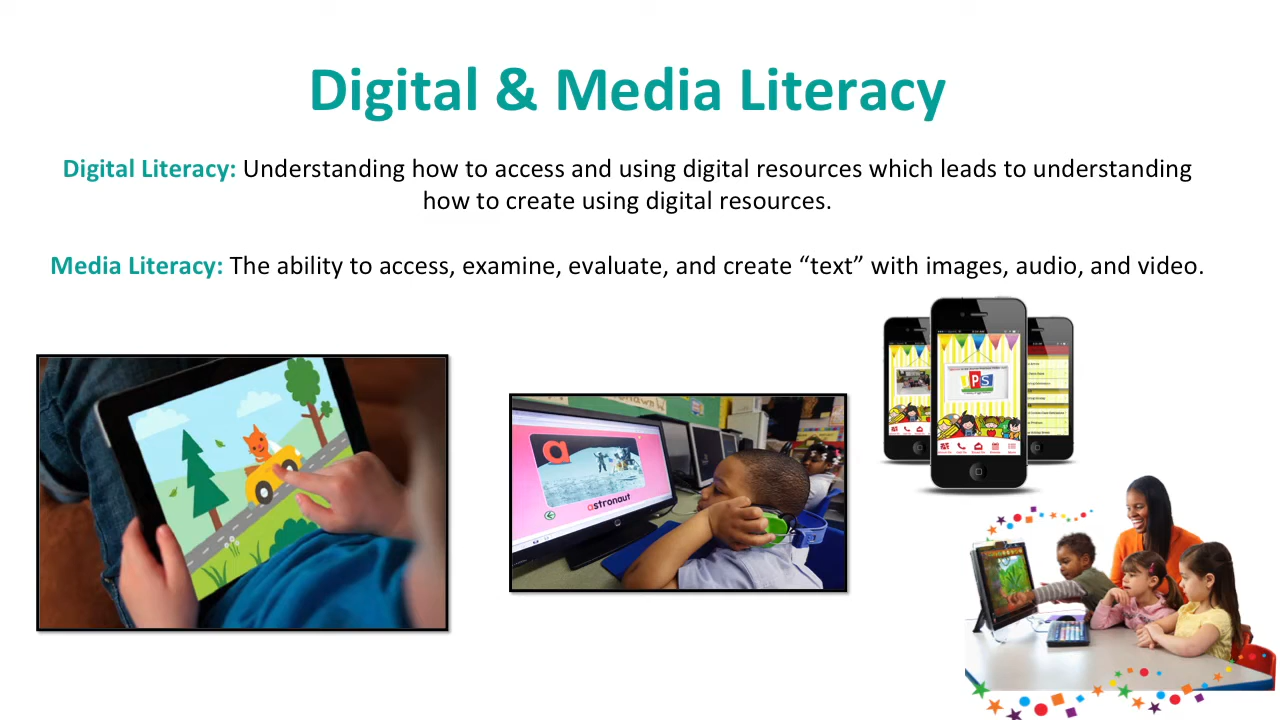 Digital & Media Literacy
Digital Literacy: Understanding how to access and using digital resources which leads to understanding
how to create using digital resources.
Media Literacy: The ability to access, examine, evaluate, and create “text” with images, audio, and video.
a
astronaut